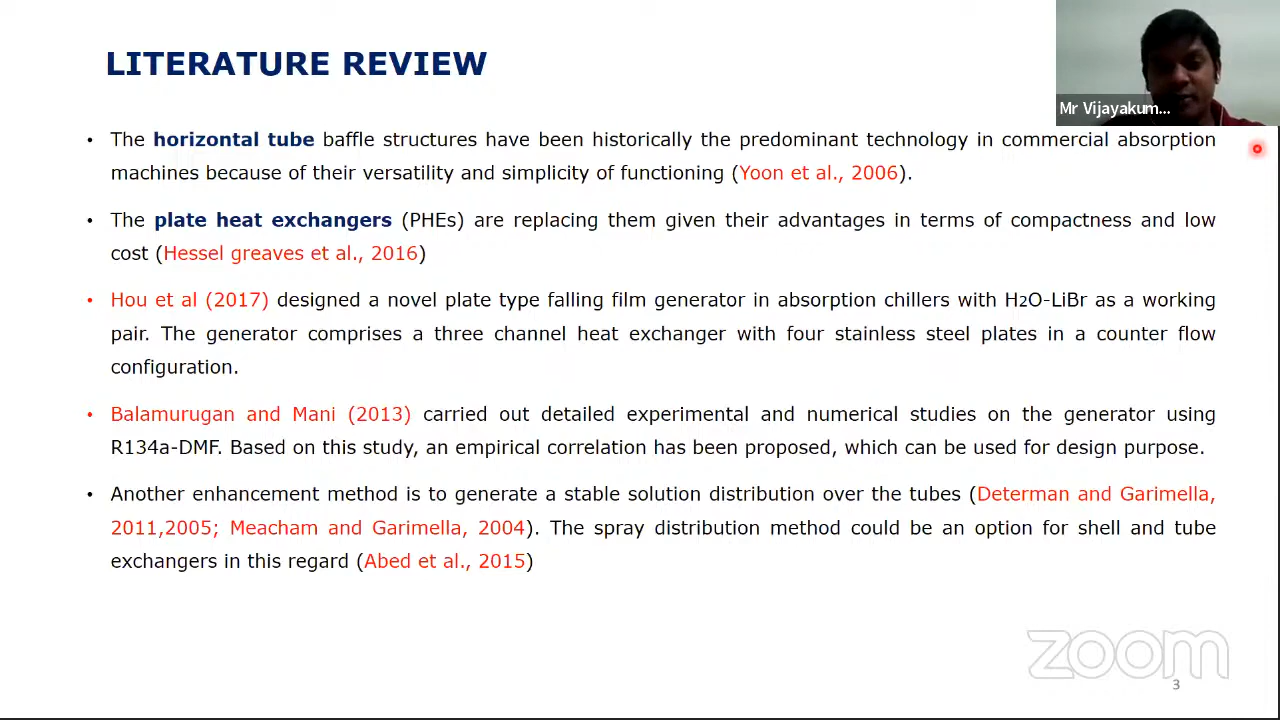 LITERATURE REVIEW
Mr Vijayakum...
• The horizontal tube baffle structures have been historically the predominant technology in commercial absorption
machines because of their versatility and simplicity of functioning (Yoon et al., 2006).
• The plate heat exchangers (PHEs) are replacing them given their advantages in terms of compactness and low
cost (Hessel greaves et al., 2016)
• Hou et al (2017) designed a novel plate type falling film generator in absorption chillers with H2O-LiBr as a working
pair. The generator comprises a three channel heat exchanger with four stainless steel plates in a counter flow
configuration.
• Balamurugan and Mani (2013) carried out detailed experimental and numerical studies on the generator using
R134a-DMF. Based on this study, an empirical correlation has been proposed, which can be used for design purpose.
• Another enhancement method is to generate a stable solution distribution over the tubes (Determan and Garimella,
2011,2005; Meacham and Garimella, 2004). The spray distribution method could be an option for shell and tube
exchangers in this regard (Abed et al., 2015)
zoom
3